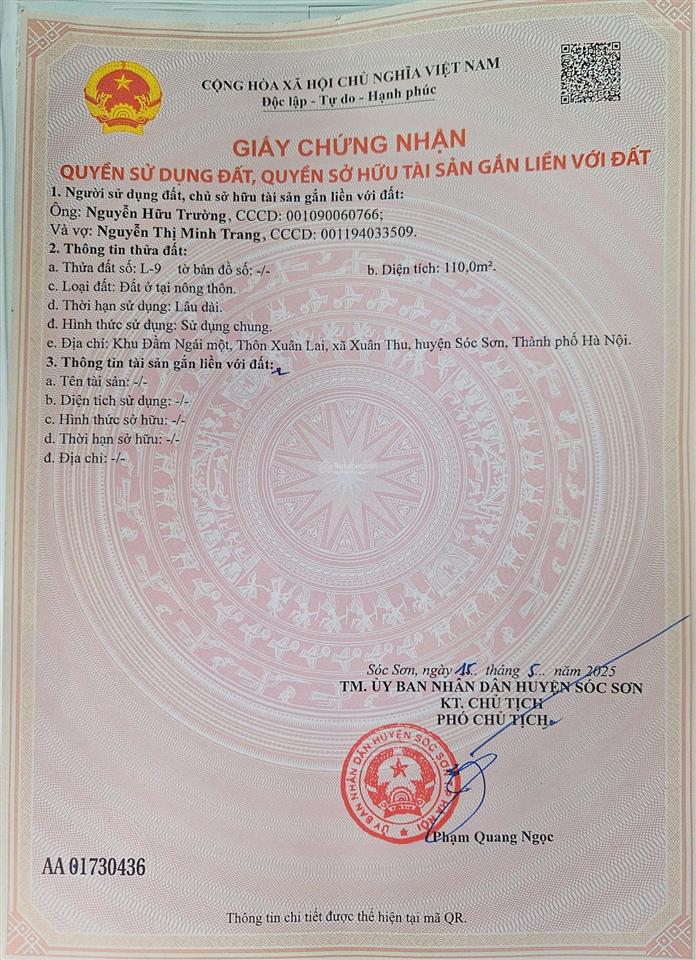 CỘNG HÒA XÃ HỘI CHỦ NGHĨA VIỆT NAM
Độc lập - Tự do - Hạnh phúc
GIẤY CHỨNG NHẬN
QUYỀN SỬ DỤNG ĐẤT, QUYỀN SỞ HỮU TÀI SẢN GẮN LIỀN VỚI ĐẤT
1. Người sử dụng đất, chủ sở hữu tài sản gắn liền với đất:
Ông: Nguyễn Hữu Trường, CCCD: 001090060766;
Và vợ: Nguyễn Thị Minh Trang, CCCD: 001194033509.
2. Thông tin thửa đất:
a. Thửa đất số: L-9 tờ bản đồ số: -/- b. Diện tích: 110,0m².
c. Loại đất: Đất ở tại nông thôn.
d. Thời hạn sử dụng: Lâu dài.
đ. Hình thức sử dụng: Sử dụng chung.
e. Địa chỉ: Khu Đầm Ngái một, Thôn Xuân Lai, xã Xuân Thu, huyện Sóc Sơn, Thành phố Hà Nội.
3. Thông tin tài sản gắn liền với đất:
a. Tên tài sản: -/-
b. Diện tích sử dụng: -/-
c. Hình thức sở hữu: -/-
d. Thời hạn sở hữu: -/-
đ. Địa chỉ: -/-
Sóc Sơn, ngày 15.. tháng 5... năm 2025
TM. ỦY BAN NHÂN DÂN HUYỆN SÓC SƠN
KT. CHỦ TỊCH
PHÓ CHỦ TỊCH
ỦY BAN NHÂN DÂN HUYỆN SÓC SƠN
HÀ NỘI
Phạm Quang Ngọc
AA 01730436
Thông tin chi tiết được thể hiện tại mã QR.